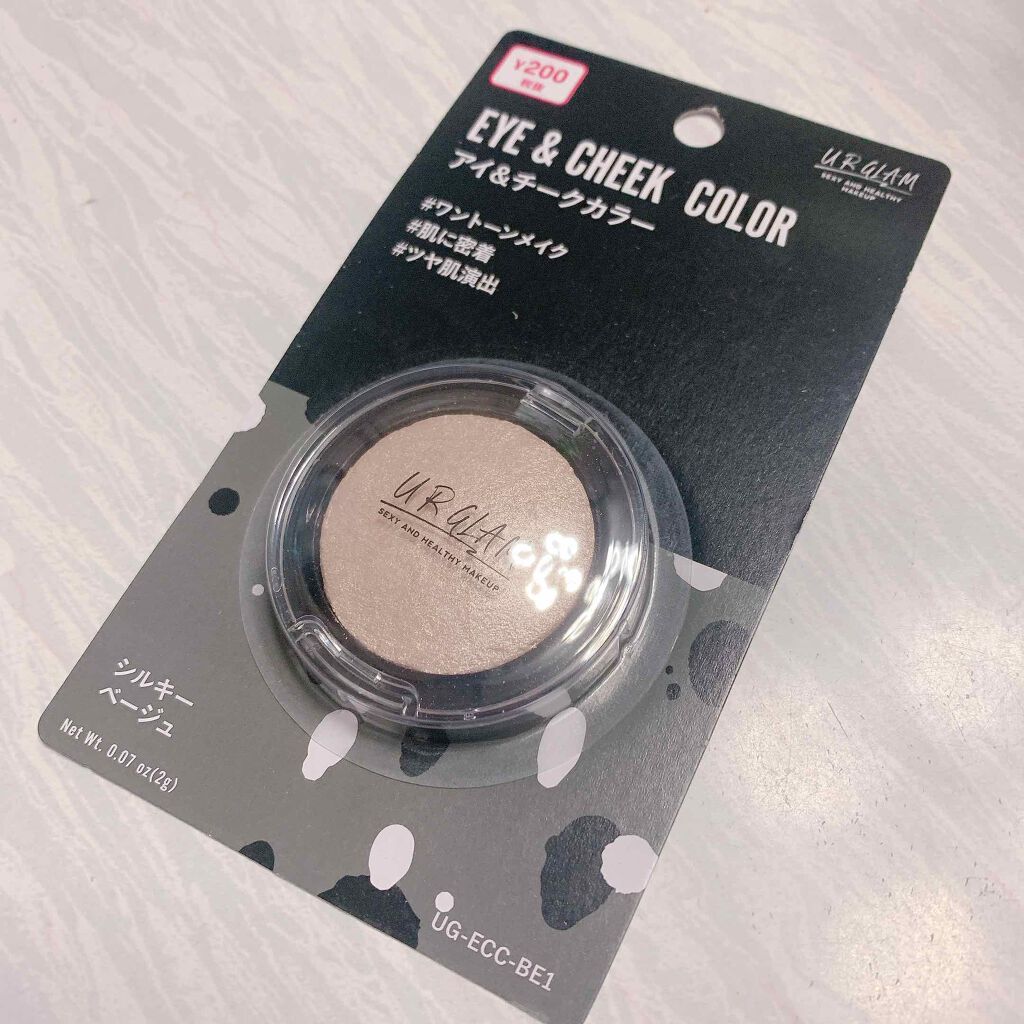 ¥200
税抜
EYE & CHEEK COLOR
アイ&チークカラー
#ワントーンメイク
#肌に密着
#ツヤ肌演出
UR GLAM
SEXY AND HEALTHY
MAKEUP
UR GLAM
SEXY AND HEALTHY MAKEUP
シルキー
ベージュ
Net Wt. 0.07 oz(2g)
UG-ECC-BE1